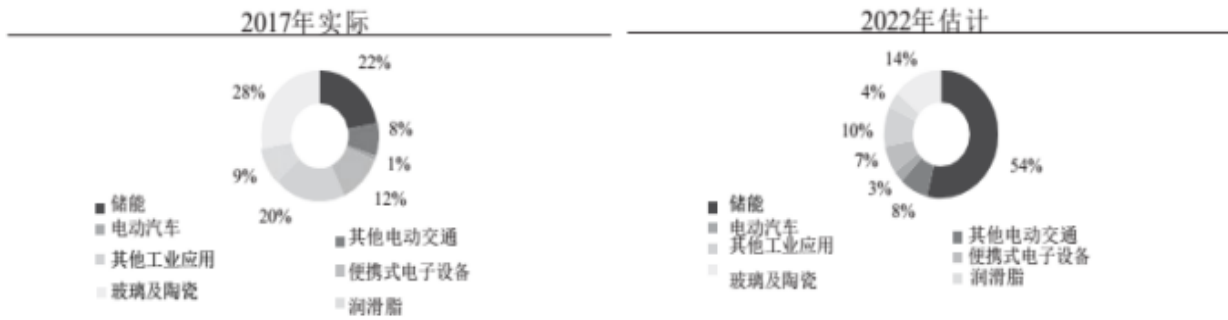 2017年实际
22%
8%
1%
12%
20%
9%
28%
储能
电动汽车
其他工业应用
玻璃及陶瓷
其他电动交通
便携式电子设备
润滑脂
2022年估计
54%
8%
3%
7%
10%
4%
14%
储能
电动汽车
其他工业应用
玻璃及陶瓷
其他电动交通
便携式电子设备
润滑脂